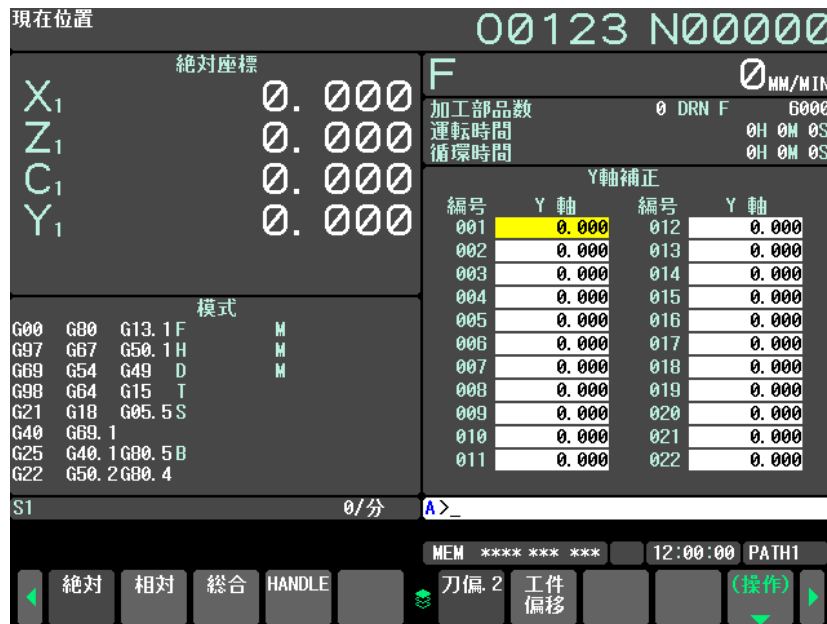 現在位置 O0123 N00000
絶対座標
X1 0.000
Z1 0.000
C1 0.000
Y1 0.000
F 0 MM/MIN
加工部品数 0 DRN F 6000
運転時間 0H 0M 0S
循環時間 0H 0M 0S
Y軸補正
編号 Y 軸 編号 Y 軸
001 0.000 012 0.000
002 0.000 013 0.000
003 0.000 014 0.000
004 0.000 015 0.000
005 0.000 016 0.000
006 0.000 017 0.000
007 0.000 018 0.000
008 0.000 019 0.000
009 0.000 020 0.000
010 0.000 021 0.000
011 0.000 022 0.000
模式
G00 G80 G13.1 F M
G97 G67 G50.1 H M
G69 G54 G49 D M
G98 G64 G15 T
G21 G18 G05.5 S
G40 G69.1
G25 G40.1 G80.5 B
G22 G50.2 G80.4
S1 0/分
A>_
MEM **** *** *** 12:00:00 PATH1
絶対 相対 総合 HANDLE 刀偏.2 工件偏移 (操作)